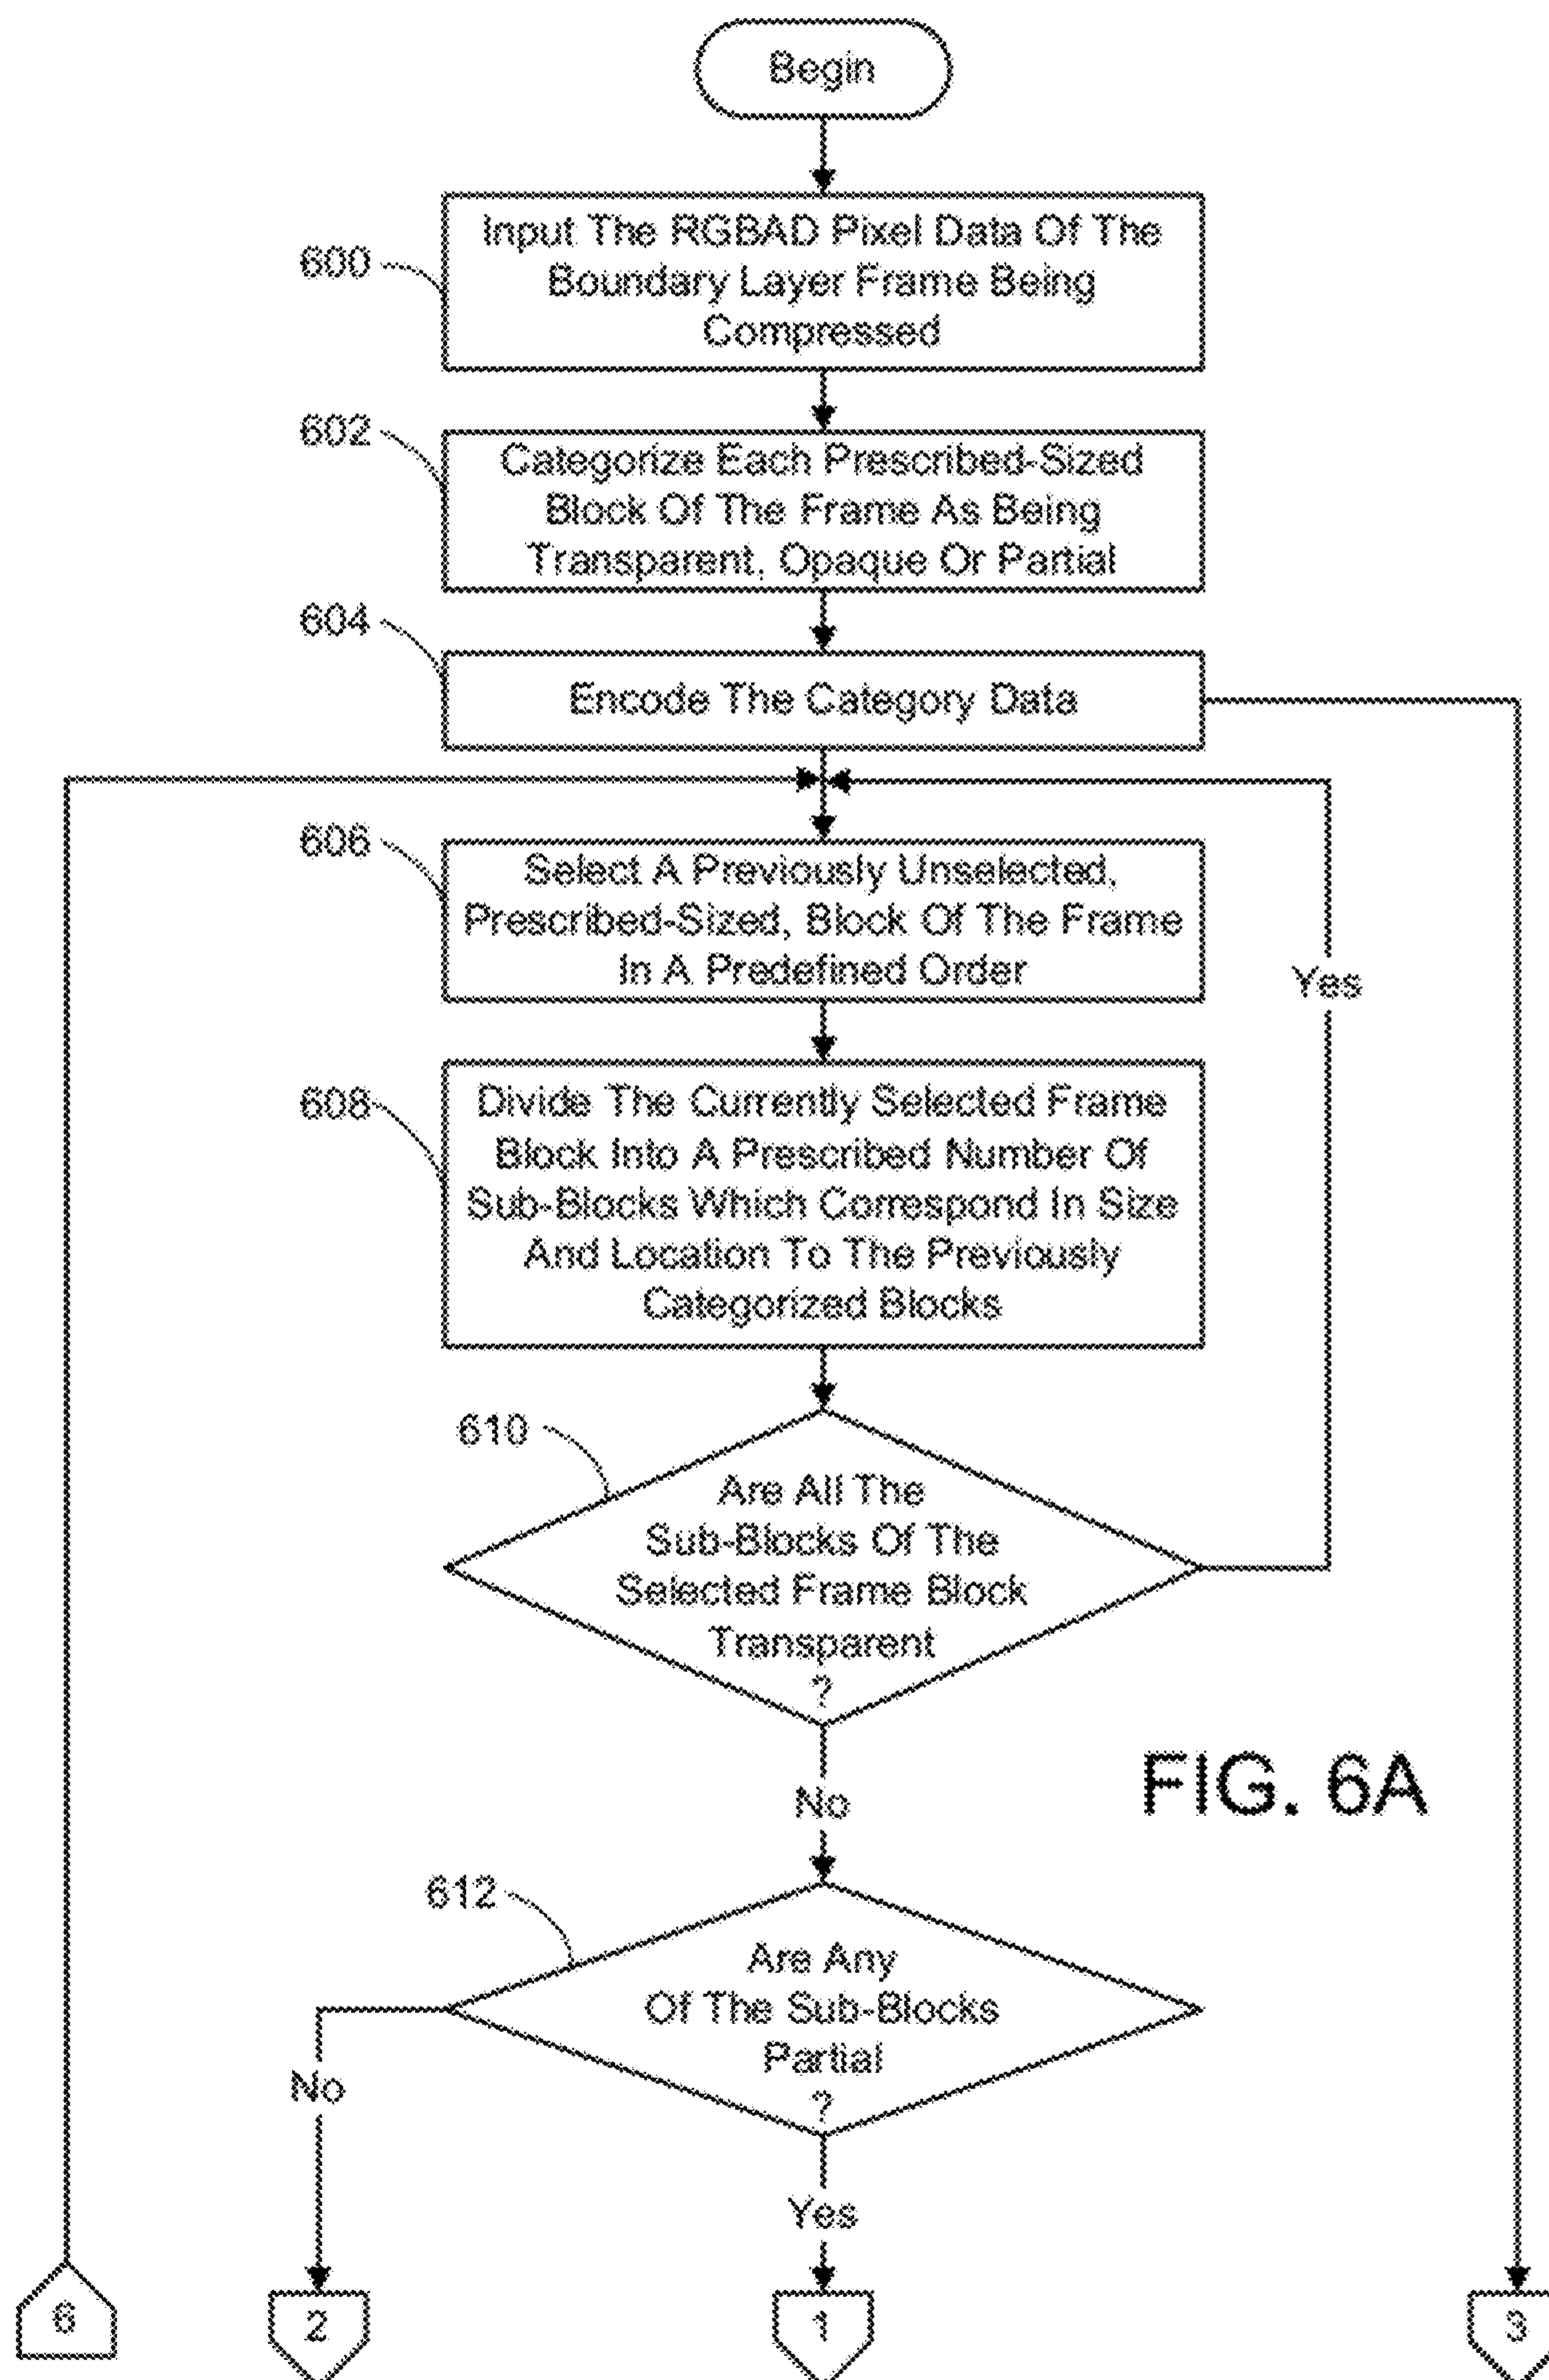 Begin
600
Input The RGBAD Pixel Data Of The
Boundary Layer Frame Being
Compressed
602
Categorize Each Prescribed-Sized
Block Of The Frame As Being
Transparent, Opaque Or Partial
604
Encode The Category Data
606
Select A Previously Unselected,
Prescribed-Sized, Block Of The Frame
In A Predefined Order
Yes
608
Divide The Currently Selected Frame
Block Into A Prescribed Number Of
Sub-Blocks Which Correspond In Size
And Location To The Previously
Categorized Blocks
610
Are All The
Sub-Blocks Of The
Selected Frame Block
Transparent
?
No
FIG. 6A
612
Are Any
Of The Sub-Blocks
Partial
?
No
Yes
6
2
1
3